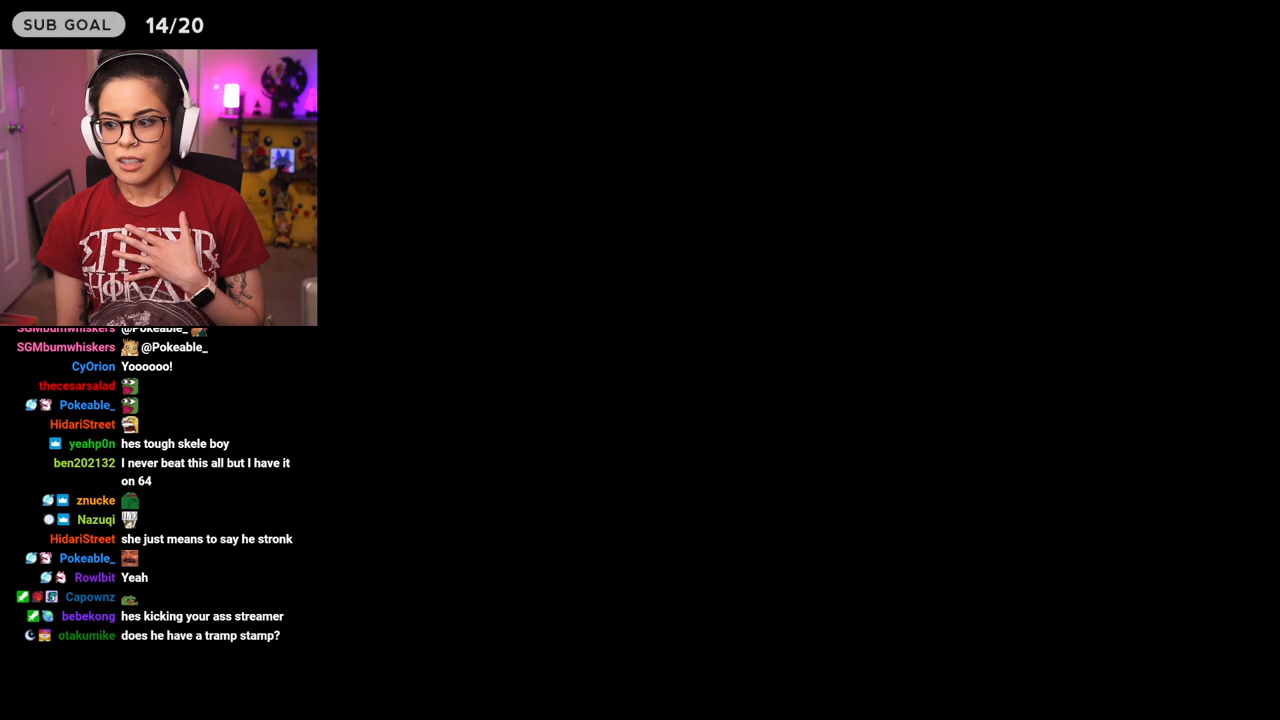 SUB GOAL 14/20
SGMbumwhiskers @Pokeable_
SGMbumwhiskers @Pokeable_
CyOrion Yoooooo!
thecesarsalad
Pokeable_
HidariStreet
yeahp0n hes tough skele boy
ben202132 I never beat this all but I have it
on 64
znucke
Nazuqi
HidariStreet she just means to say he stronk
Pokeable_
Rowlbit Yeah
Capownz
bebekong hes kicking your ass streamer
otakumike does he have a tramp stamp?